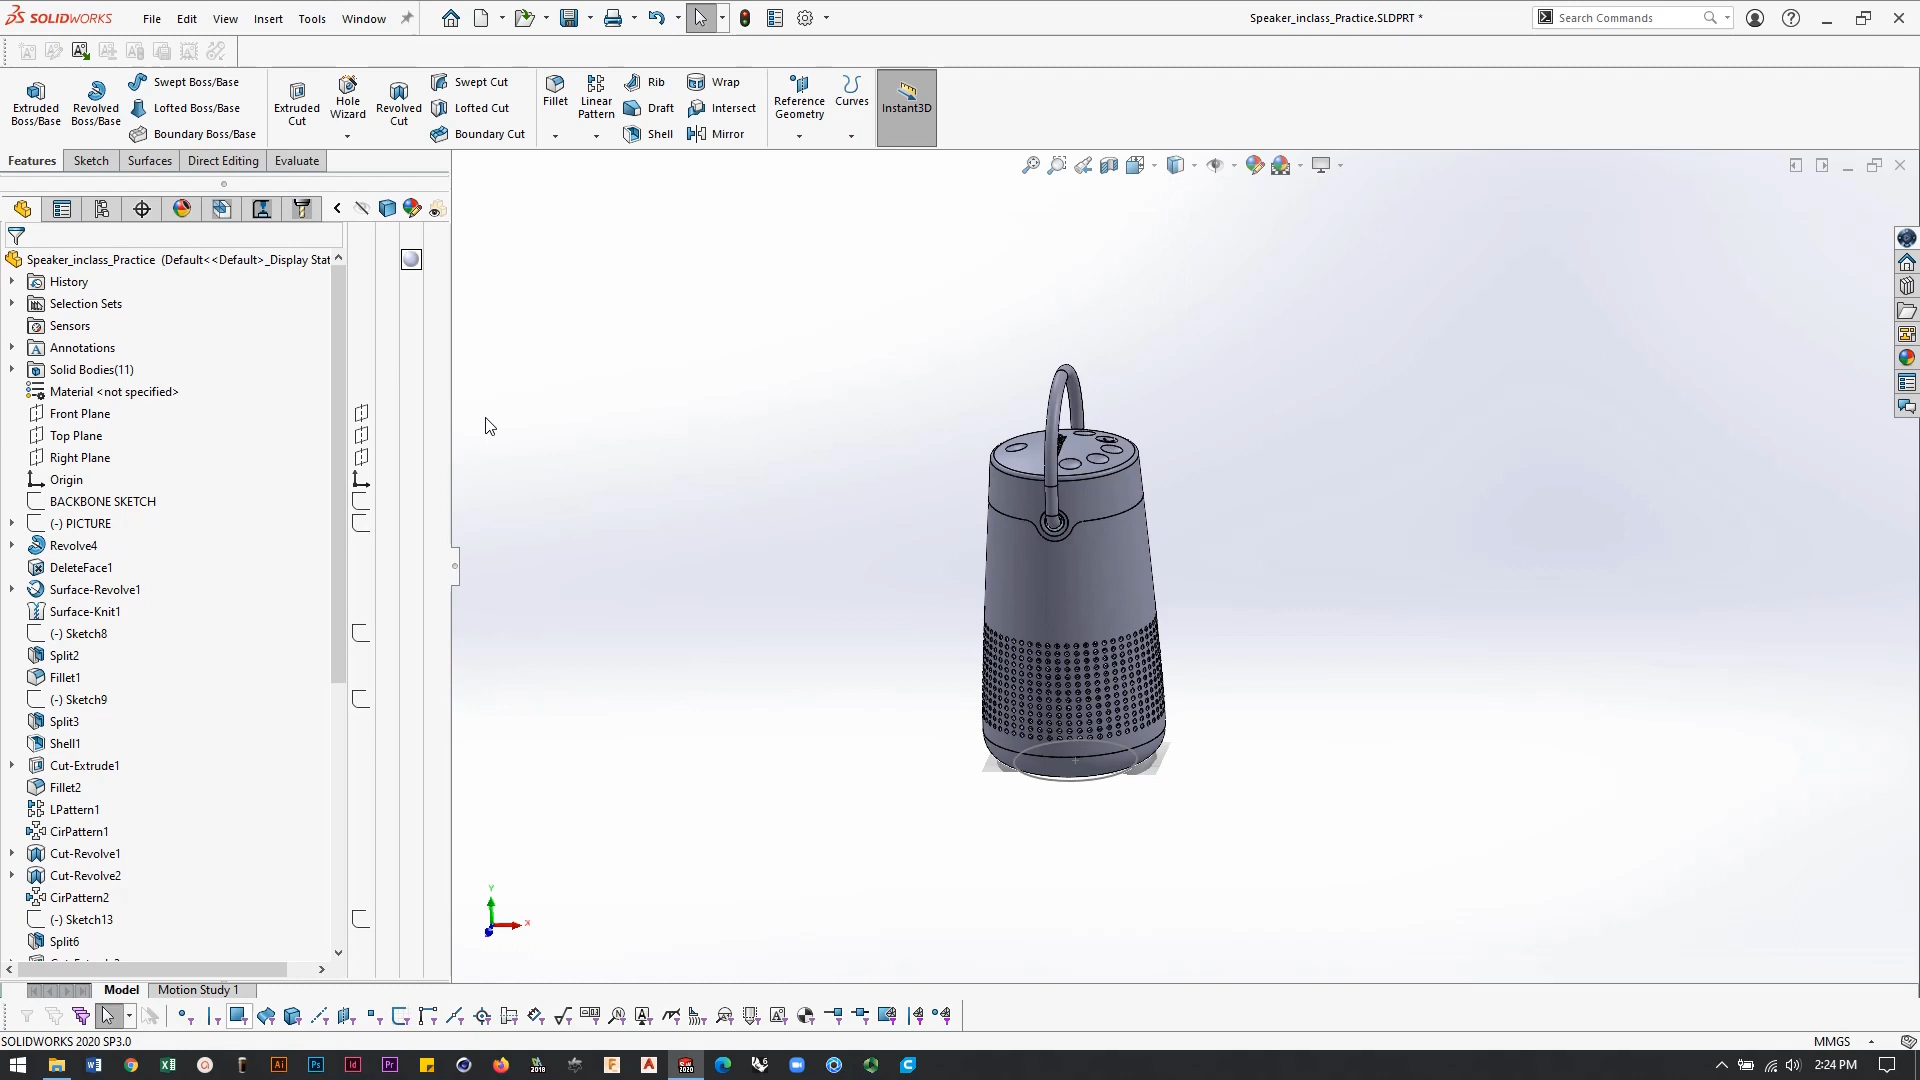 SOLIDWORKS File Edit View Insert Tools Window Speaker_inclass_Practice.SLDPRT * Search Commands
Extruded Boss/Base
Revolved Boss/Base
Swept Boss/Base
Lofted Boss/Base
Boundary Boss/Base
Extruded Cut
Hole Wizard
Revolved Cut
Swept Cut
Lofted Cut
Boundary Cut
Fillet
Linear Pattern
Rib
Draft
Shell
Wrap
Intersect
Mirror
Reference Geometry
Curves
Instant3D
Features Sketch Surfaces Direct Editing Evaluate
Speaker_inclass_Practice (Default<<Default>_Display Stat
History
Selection Sets
Sensors
Annotations
Solid Bodies(11)
Material <not specified>
Front Plane
Top Plane
Right Plane
Origin
BACKBONE SKETCH
(-) PICTURE
Revolve4
DeleteFace1
Surface-Revolve1
Surface-Knit1
(-) Sketch8
Split2
Fillet1
(-) Sketch9
Split3
Shell1
Cut-Extrude1
Fillet2
LPattern1
CirPattern1
Cut-Revolve1
Cut-Revolve2
CirPattern2
(-) Sketch13
Split6
Y
X
Model Motion Study 1
SOLIDWORKS 2020 SP3.0 MMGS
2:24 PM